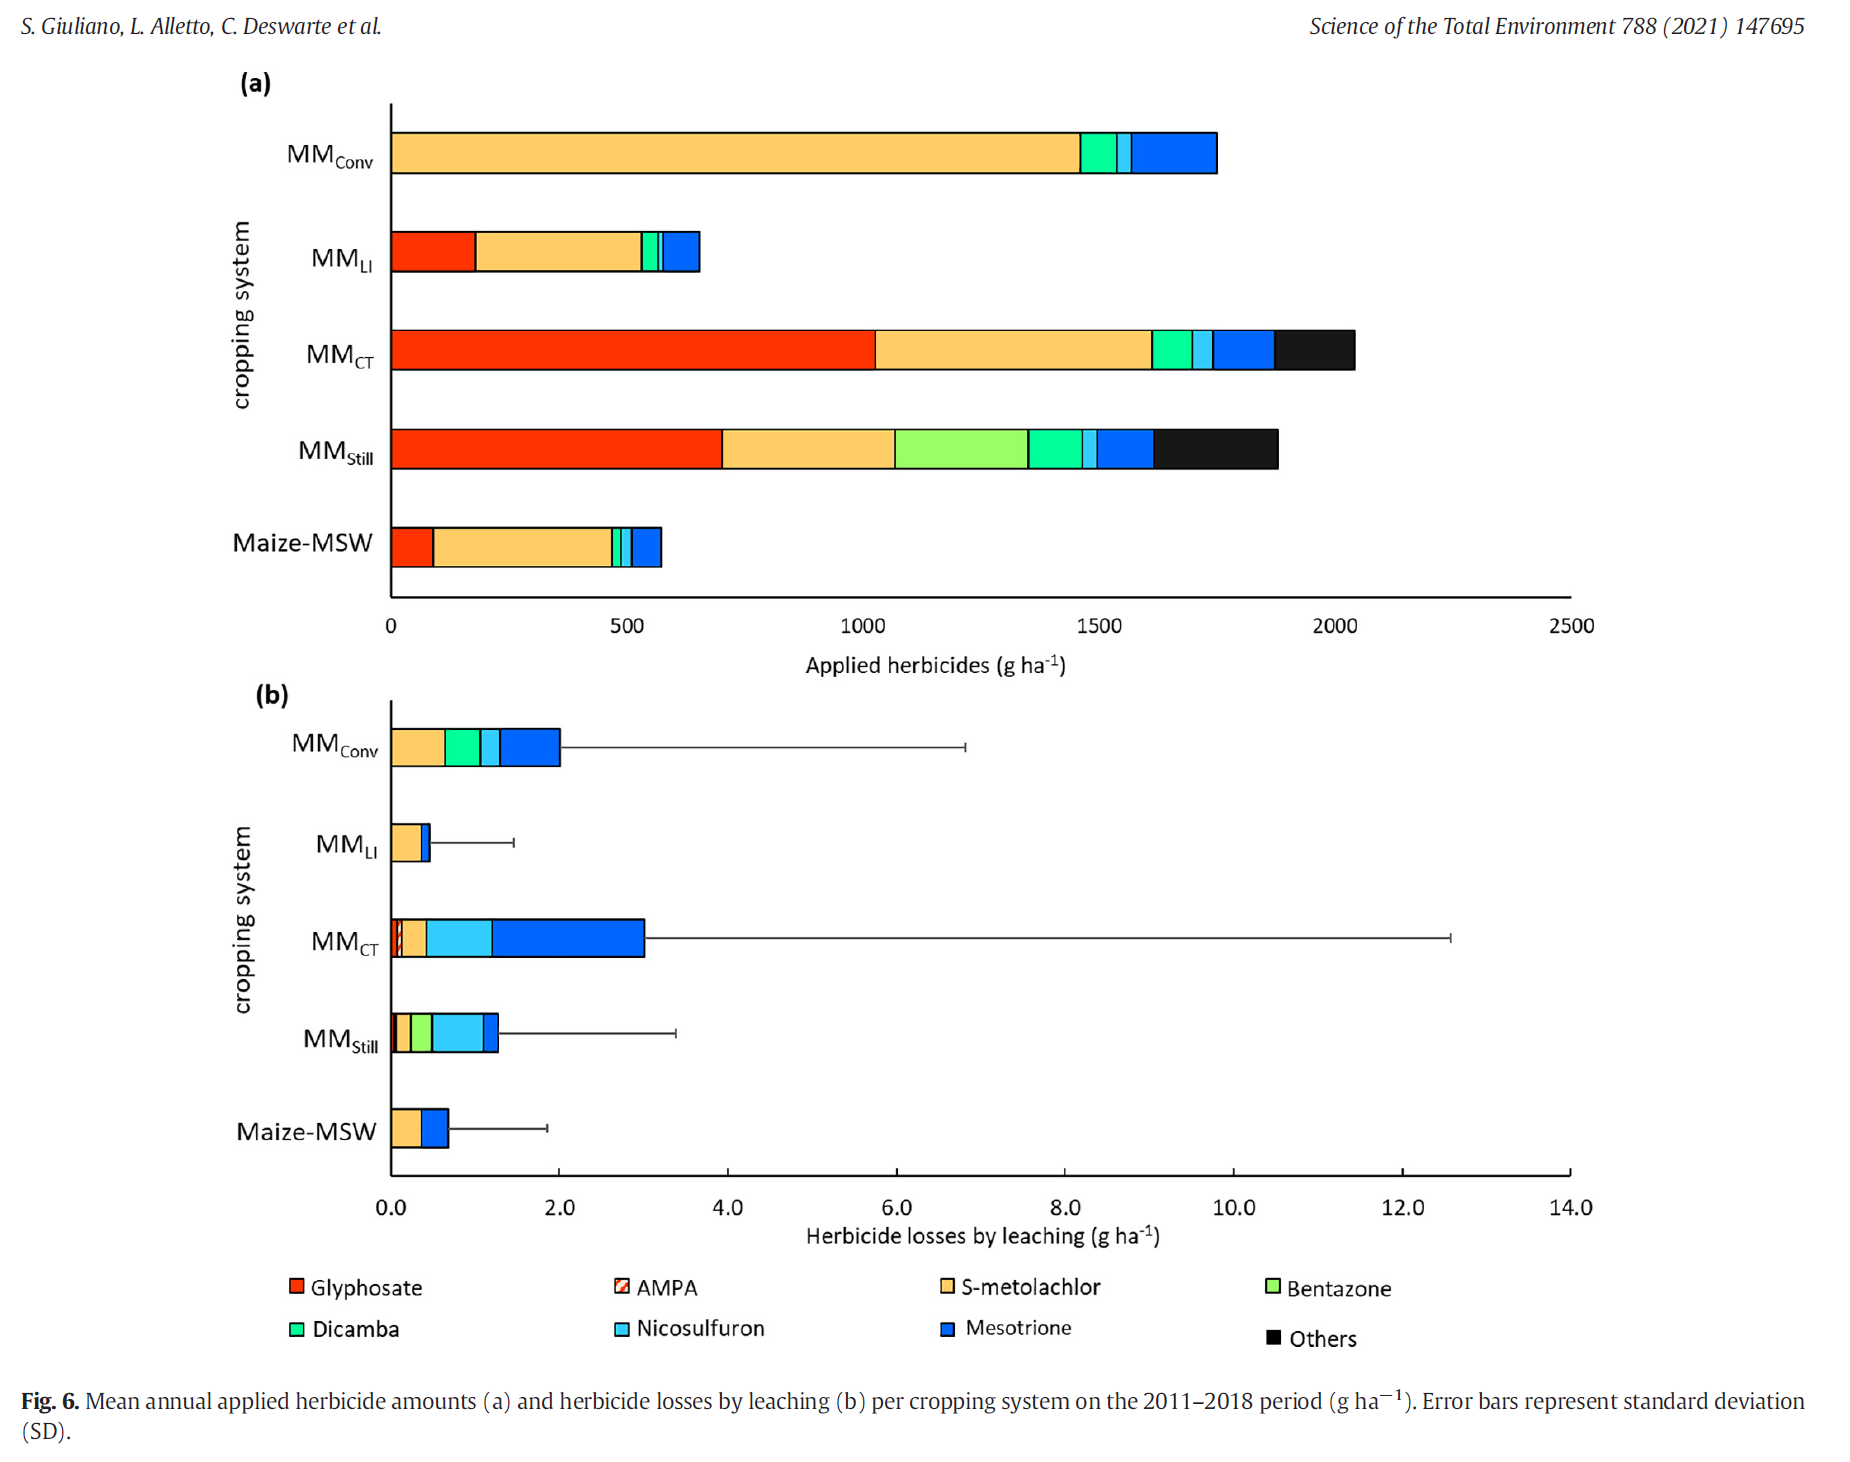 S. Giuliano, L. Alletto, C. Deswarte et al.
Science of the Total Environment 788 (2021) 147695
(a)
cropping system
MMConv
MMLI
MMCT
MMStill
Maize-MSW
0 500 1000 1500 2000 2500
Applied herbicides (g ha-1)
(b)
cropping system
MMConv
MMLI
MMCT
MMStill
Maize-MSW
0.0 2.0 4.0 6.0 8.0 10.0 12.0 14.0
Herbicide losses by leaching (g ha-1)
Glyphosate AMPA S-metolachlor Bentazone
Dicamba Nicosulfuron Mesotrione Others
Fig. 6. Mean annual applied herbicide amounts (a) and herbicide losses by leaching (b) per cropping system on the 2011–2018 period (g ha−1). Error bars represent standard deviation
(SD).